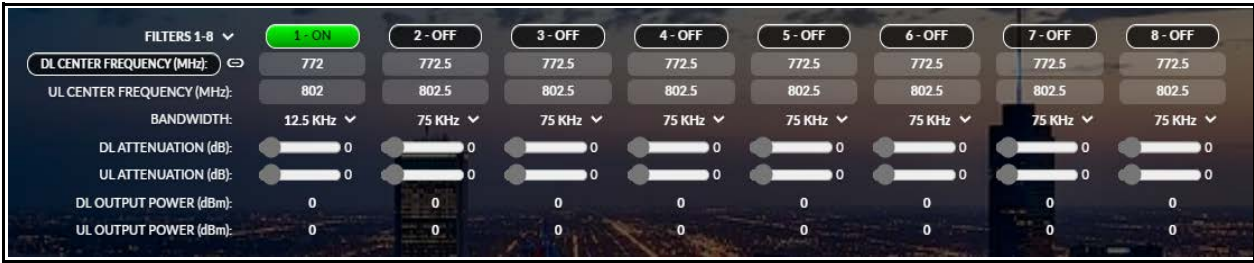 FILTERS 1-8 1 - ON 2 - OFF 3 - OFF 4 - OFF 5 - OFF 6 - OFF 7 - OFF 8 - OFF
DL CENTER FREQUENCY (MHz): 772 772.5 772.5 772.5 772.5 772.5 772.5 772.5
UL CENTER FREQUENCY (MHz): 802 802.5 802.5 802.5 802.5 802.5 802.5 802.5
BANDWIDTH: 12.5 KHz 75 KHz 75 KHz 75 KHz 75 KHz 75 KHz 75 KHz 75 KHz
DL ATTENUATION (dB): 0 0 0 0 0 0 0 0
UL ATTENUATION (dB): 0 0 0 0 0 0 0 0
DL OUTPUT POWER (dBm): 0 0 0 0 0 0 0 0
UL OUTPUT POWER (dBm): 0 0 0 0 0 0 0 0